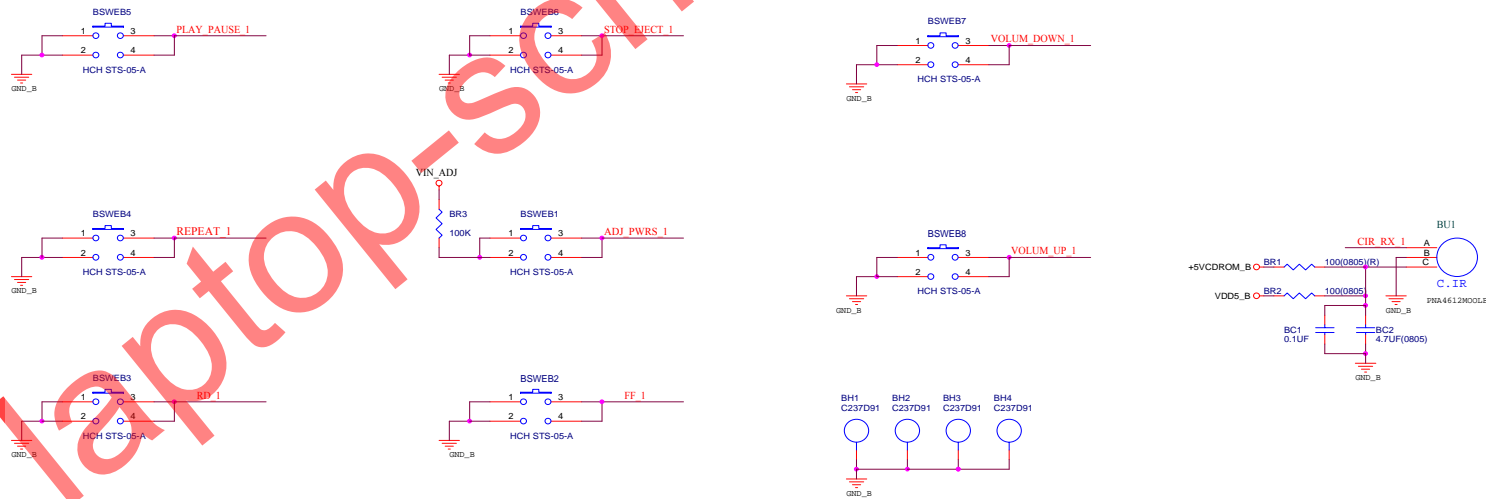 BSWEB5
1 3 PLAY_PAUSE_1
2 4
HCH STS-05-A
GND_B
BSWEB6
1 3 STOP_EJECT_1
2 4
HCH STS-05-A
GND_B
BSWEB7
1 3 VOLUM_DOWN_1
2 4
HCH STS-05-A
GND_B
BSWEB4
1 3 REPEAT_1
2 4
HCH STS-05-A
GND_B
VIN_ADJ
BR3
100K
BSWEB1
1 3 ADJ_PWRS_1
2 4
HCH STS-05-A
BSWEB8
1 3 VOLUM_UP_1
2 4
HCH STS-05-A
GND_B
BU1
CIR_RX_1 A
B
C
+5VCDROM_B BR1 100(0805)(R)
C.IR
VDD5_B BR2 100(0805)
PNA4612MOOLB
GND_B
BC1
0.1UF
BC2
4.7UF(0805)
GND_B
BSWEB3
1 3 RD_1
2 4
HCH STS-05-A
GND_B
BSWEB2
1 3 FF_1
2 4
HCH STS-05-A
GND_B
BH1 BH2 BH3 BH4
C237D91 C237D91 C237D91 C237D91
GND_B